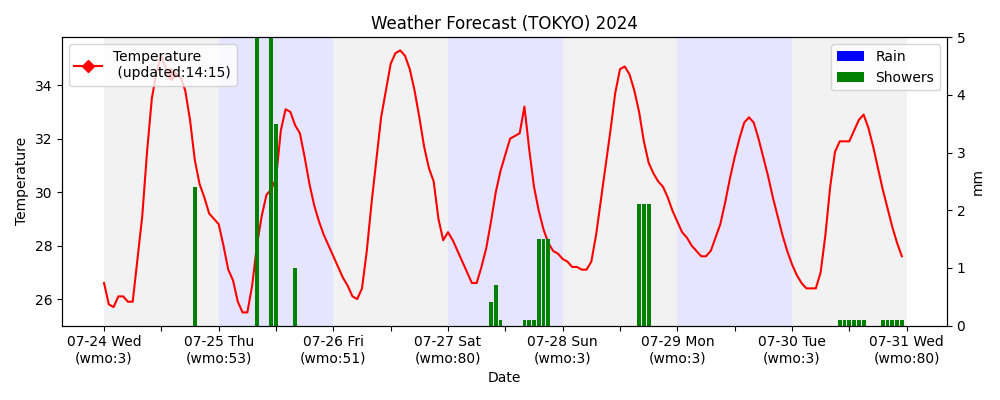 Weather Forecast (TOKYO) 2024
Temperature
(updated:14:15)
Rain
Showers
Temperature
34
32
30
28
26
5
4
3
2
1
0
mm
07-24 Wed
(wmo:3)
07-25 Thu
(wmo:53)
07-26 Fri
(wmo:51)
07-27 Sat
(wmo:80)
07-28 Sun
(wmo:3)
07-29 Mon
(wmo:3)
07-30 Tue
(wmo:3)
07-31 Wed
(wmo:80)
Date